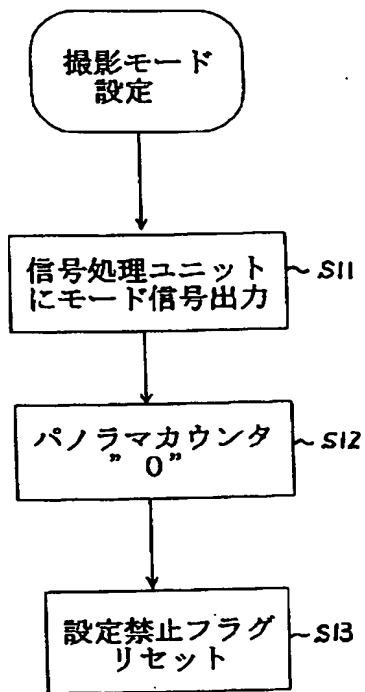 撮影モード
設定
信号処理ユニット
にモード信号出力
S11
パノラマカウンタ
”0”
S12
設定禁止フラグ
リセット
S13